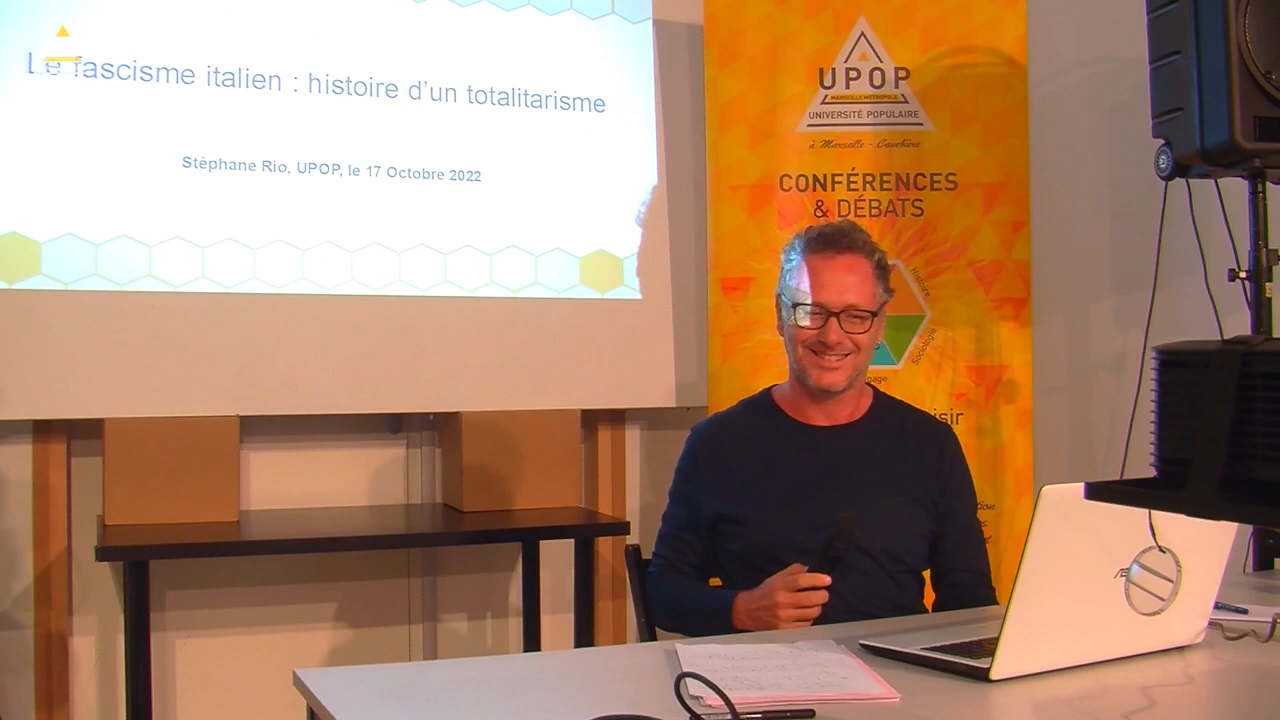 Le fascisme italien : histoire d'un totalitarisme
Stéphane Rio, UPOP, le 17 Octobre 2022
UPOP
MARSEILLE MÉTROPOLE
UNIVERSITÉ POPULAIRE
à Marseille - Canebière
CONFÉRENCES
& DÉBATS
Histoire
Sociologie